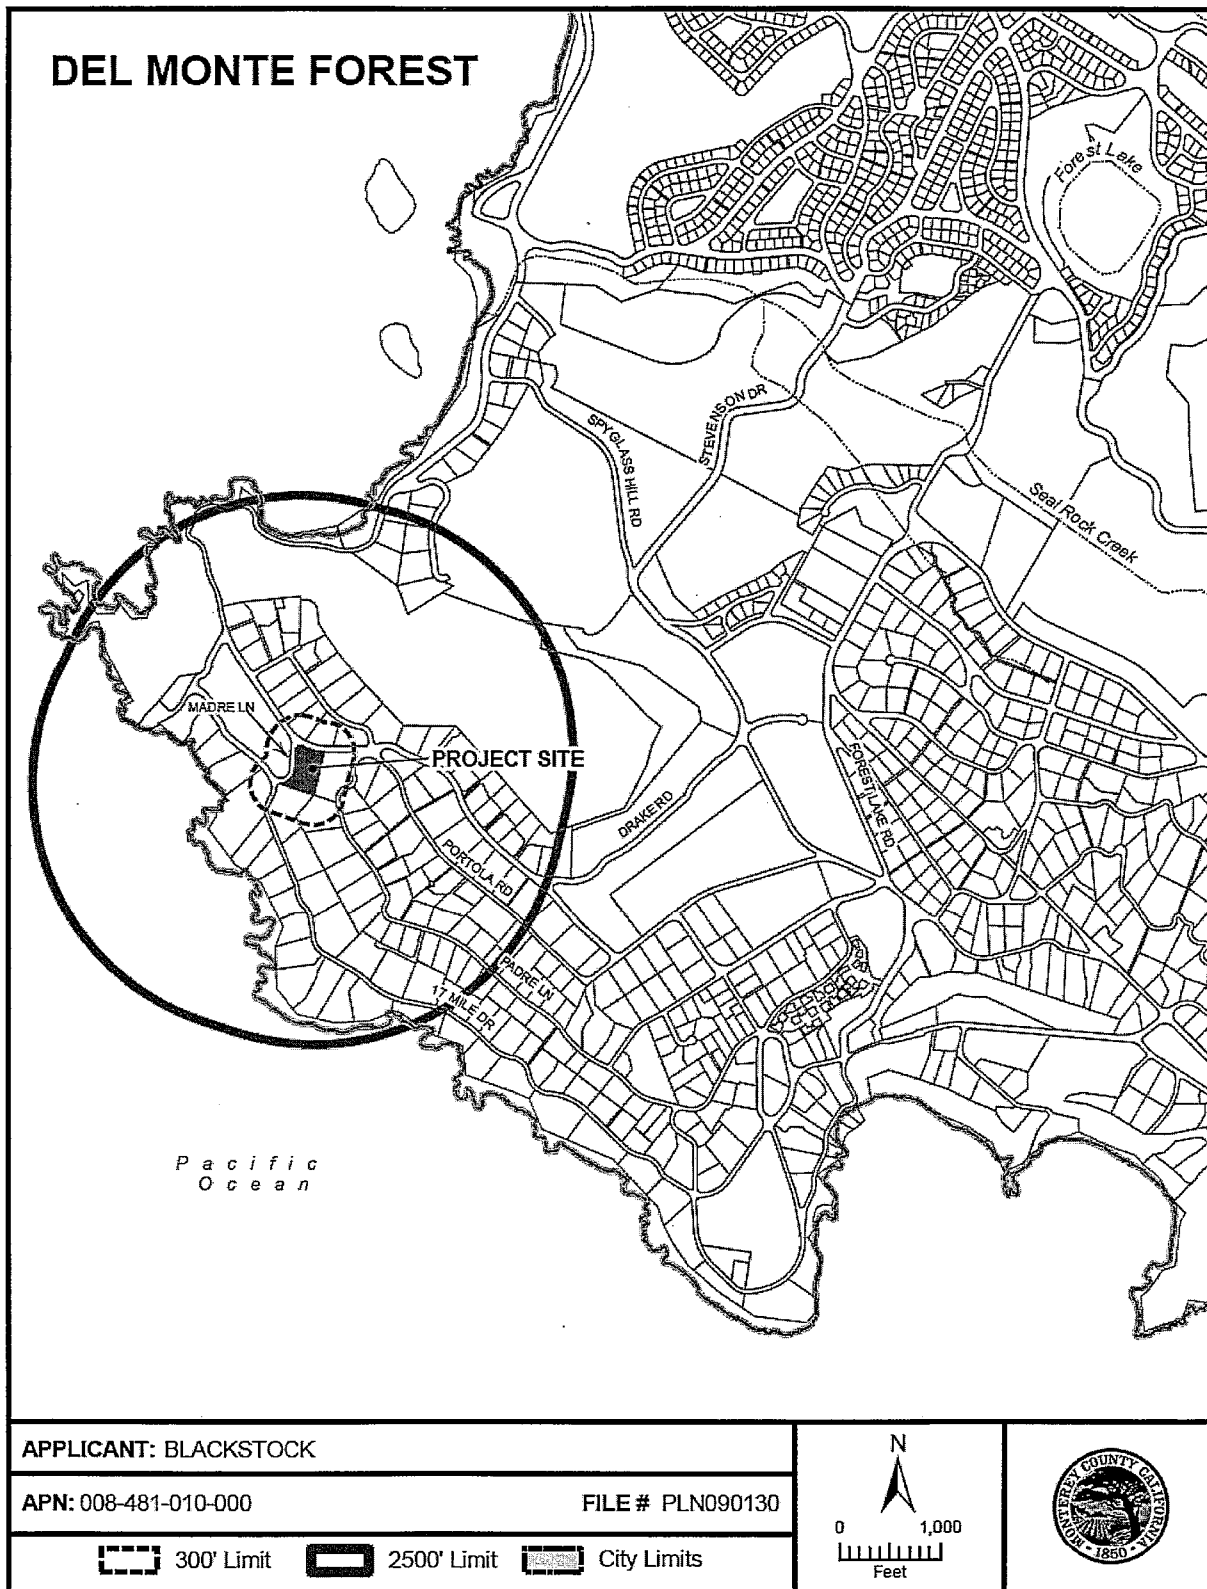 DEL MONTE FOREST
Forest Lake
STEVENSON DR
SPYGLASS HILL RD
Seal Rock Creek
MADRE LN
PROJECT SITE
FOREST LAKE RD
DRAKE RD
PORTOLA RD
PADRE LN
17 MILE DR
Pacific
Ocean
APPLICANT: BLACKSTOCK
APN: 008-481-010-000 FILE # PLN090130
300' Limit 2500' Limit City Limits
N
0 1,000
Feet
MONTEREY COUNTY CALIFORNIA
1850